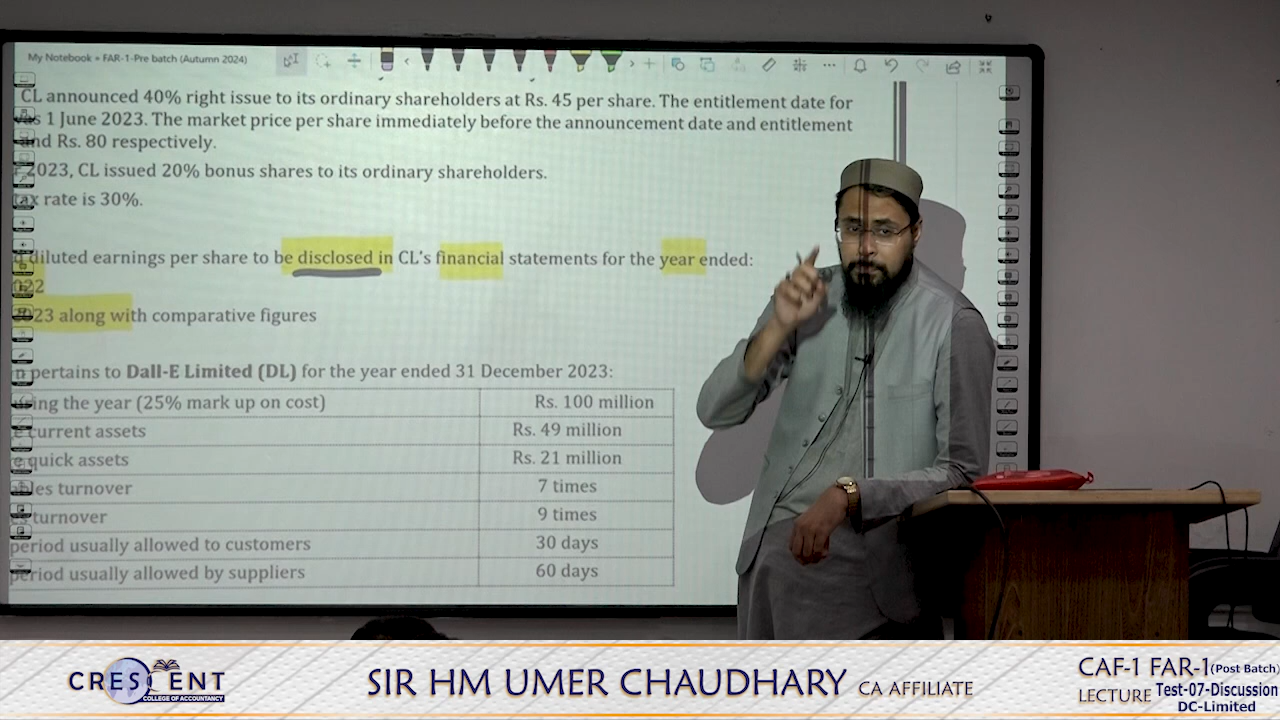 My Notebook » FAR-1-Pre batch (Autumn 2024)
CL announced 40% right issue to its ordinary shareholders at Rs. 45 per share. The entitlement date for
1 June 2023. The market price per share immediately before the announcement date and entitlement
and Rs. 80 respectively.
2023, CL issued 20% bonus shares to its ordinary shareholders.
tax rate is 30%.
diluted earnings per share to be disclosed in CL's financial statements for the year ended:
along with comparative figures
pertains to Dall-E Limited (DL) for the year ended 31 December 2023:
the year (25% mark up on cost) Rs. 100 million
current assets Rs. 49 million
quick assets Rs. 21 million
turnover 7 times
turnover 9 times
period usually allowed to customers 30 days
period usually allowed by suppliers 60 days
CRESCENT
COLLEGE OF ACCOUNTANCY
SIR HM UMER CHAUDHARY CA AFFILIATE
CAF-1 FAR-1 (Post Batch)
LECTURE Test-07-Discussion
DC-Limited